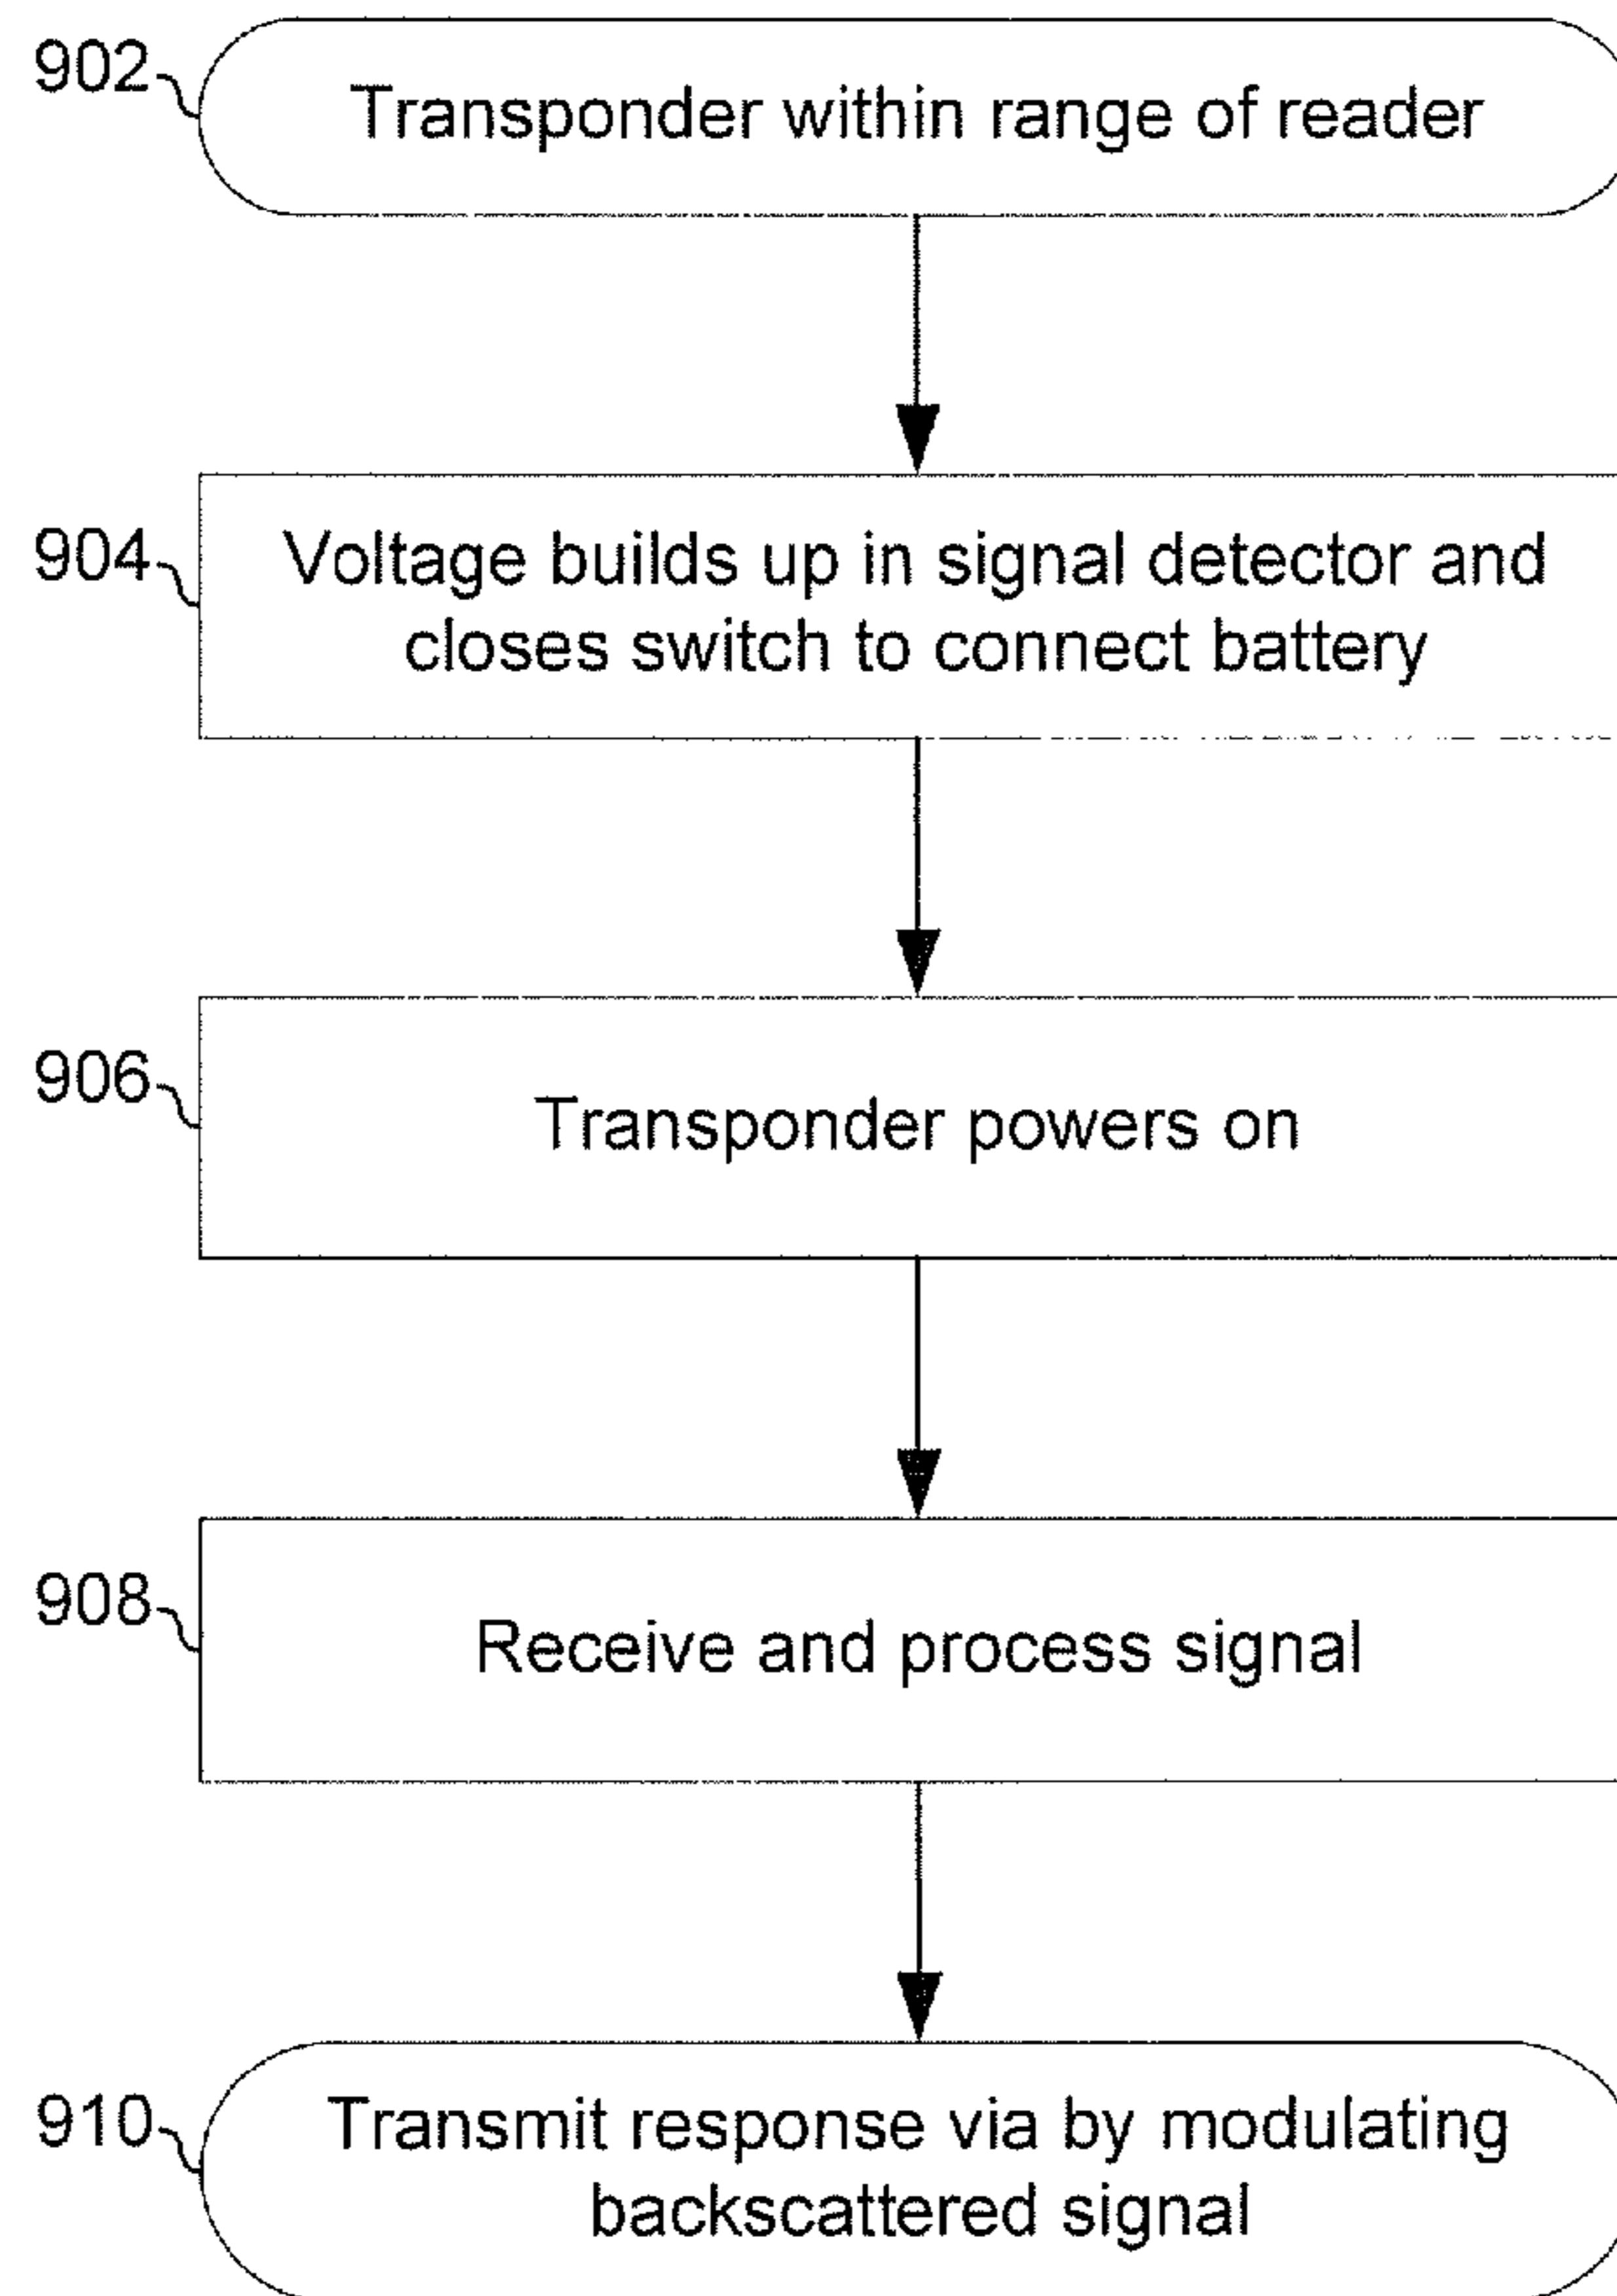 902
Transponder within range of reader
904
Voltage builds up in signal detector and
closes switch to connect battery
906
Transponder powers on
908
Receive and process signal
910
Transmit response via by modulating
backscattered signal